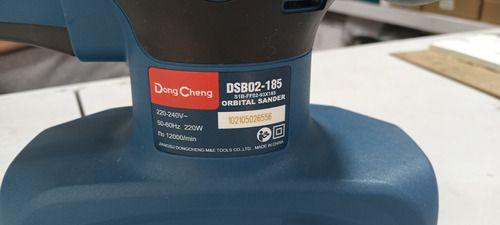 DongCheng
DSB02-185
S1B-FF02-93X185
ORBITAL SANDER
220-240V~
50-60Hz 220W
n₀ 12000/min
102105026556
JIANGSU DONGCHENG M&E TOOLS CO.,LTD. MADE IN CHINA